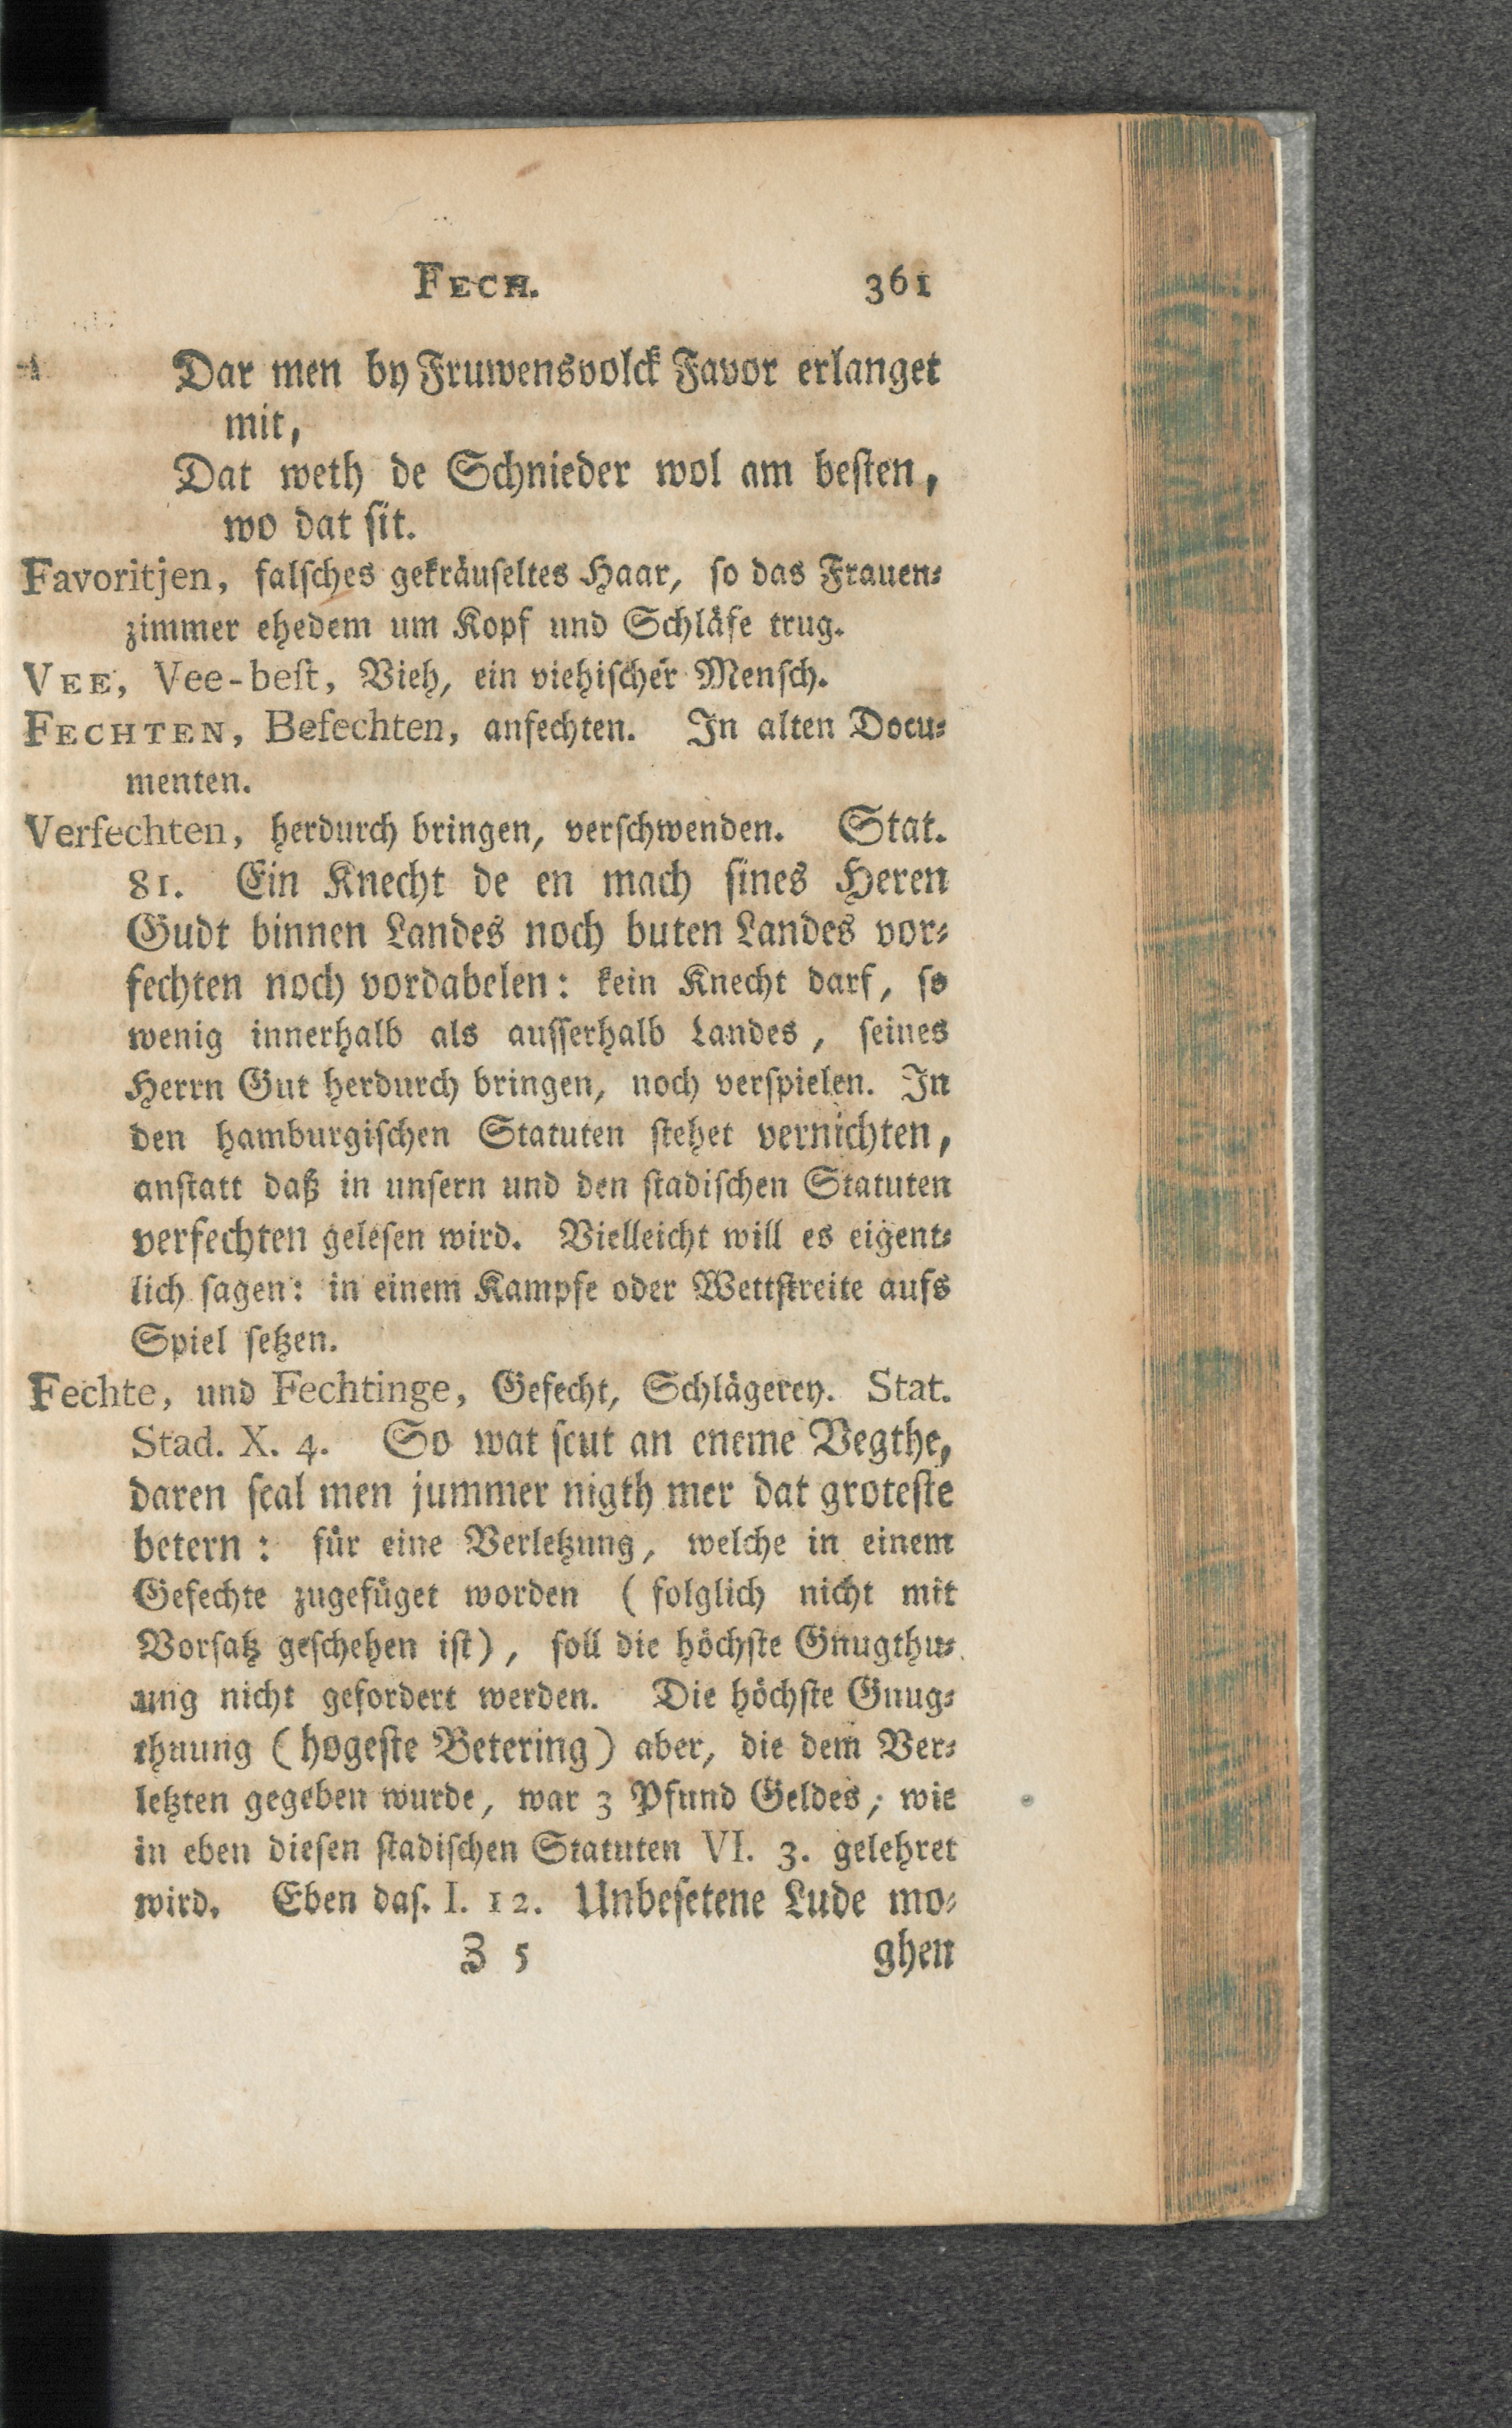 FECH. 361
Dar men by Fruwensvolck Favor erlanget
mit,
Dat weth de Schnieder wol am besten,
wo dat sit.
Favoritjen, falsches gekräuseltes Haar, so das Frauen-
zimmer ehedem um Kopf und Schläfe trug.
VEE, Vee-best, Vieh, ein viehischer Mensch.
FECHTEN, Befechten, anfechten. In alten Docu-
menten.
Verfechten, herdurch bringen, verschwenden. Stat.
81. Ein Knecht de en mach sines Heren
Gudt binnen Landes noch buten Landes vor-
fechten noch vordabelen: kein Knecht darf, so
wenig innerhalb als ausserhalb Landes, seines
Herrn Gut herdurch bringen, noch verspielen. In
den hamburgischen Statuten stehet vernichten,
anstatt daß in unsern und den stadischen Statuten
verfechten gelesen wird. Vielleicht will es eigent-
lich sagen: in einem Kampfe oder Wettstreite aufs
Spiel setzen.
Fechte, und Fechtinge, Gefecht, Schlägerey. Stat.
Stad. X. 4. So wat scut an eneme Vegthe,
daren scal men jummer nigth mer dat groteste
betern: für eine Verletzung, welche in einem
Gefechte zugefüget worden (folglich nicht mit
Vorsatz geschehen ist), soll die höchste Gnugthu-
ung nicht gefordert werden. Die höchste Gnug-
thuung (hogeste Betering) aber, die dem Ver-
letzten gegeben wurde, war 3 Pfund Geldes; wie
in eben diesen stadischen Statuten VI. 3. gelehret
wird. Eben das. I. 12. Unbesetene Lude mo-
Z 5 ghen